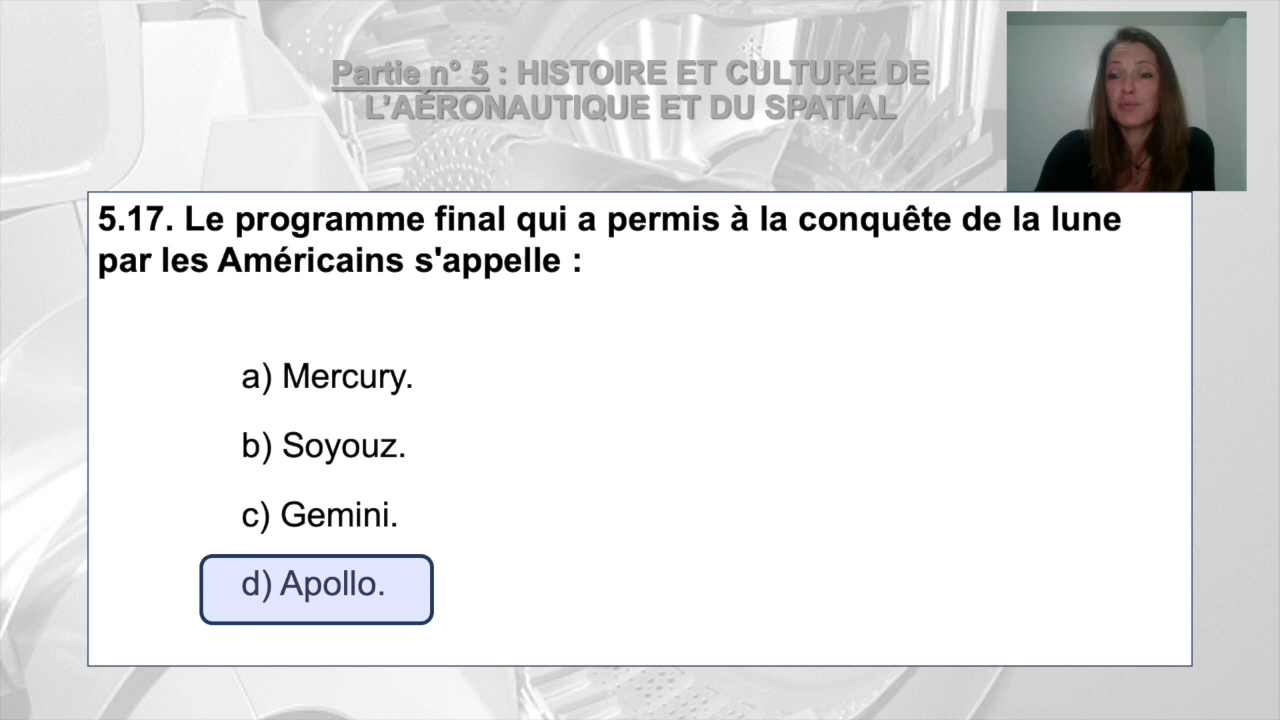 Partie n° 5 : HISTOIRE ET CULTURE DE
L’AÉRONAUTIQUE ET DU SPATIAL
5.17. Le programme final qui a permis à la conquête de la lune
par les Américains s'appelle :
a) Mercury.
b) Soyouz.
c) Gemini.
d) Apollo.